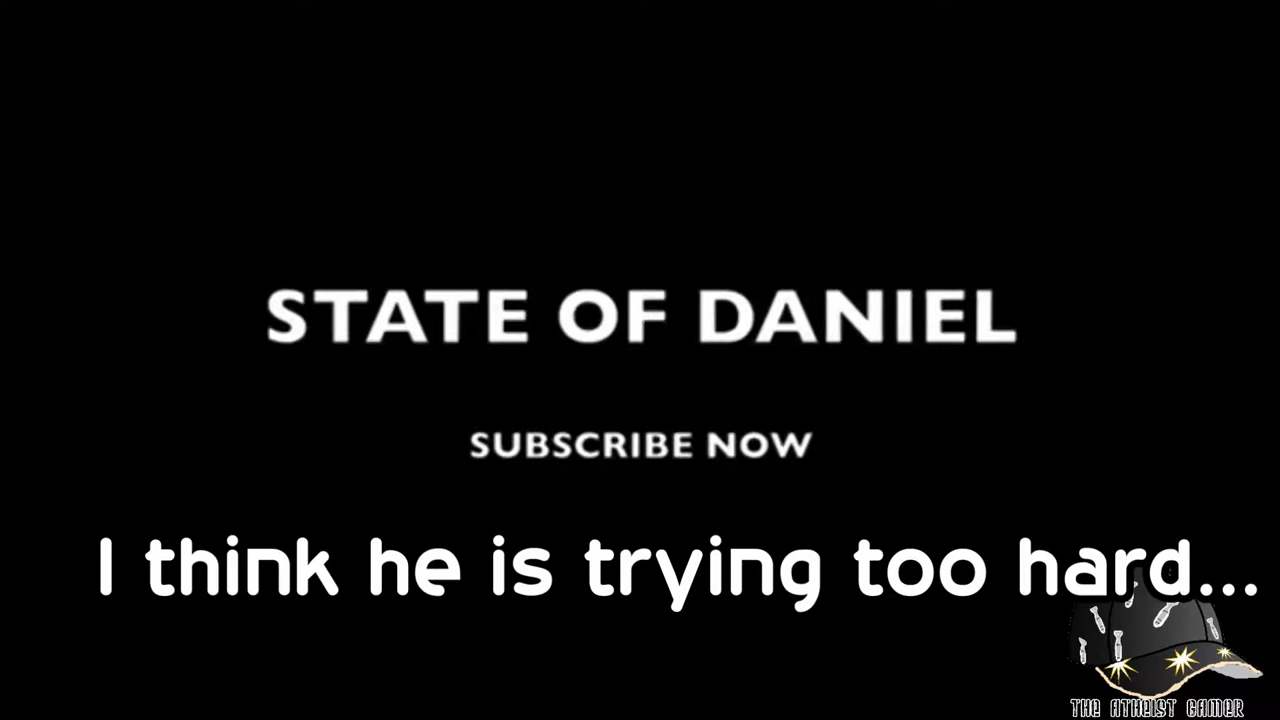 STATE OF DANIEL
SUBSCRIBE NOW
I think he is trying too hard...
THE ATHEIST GAMER